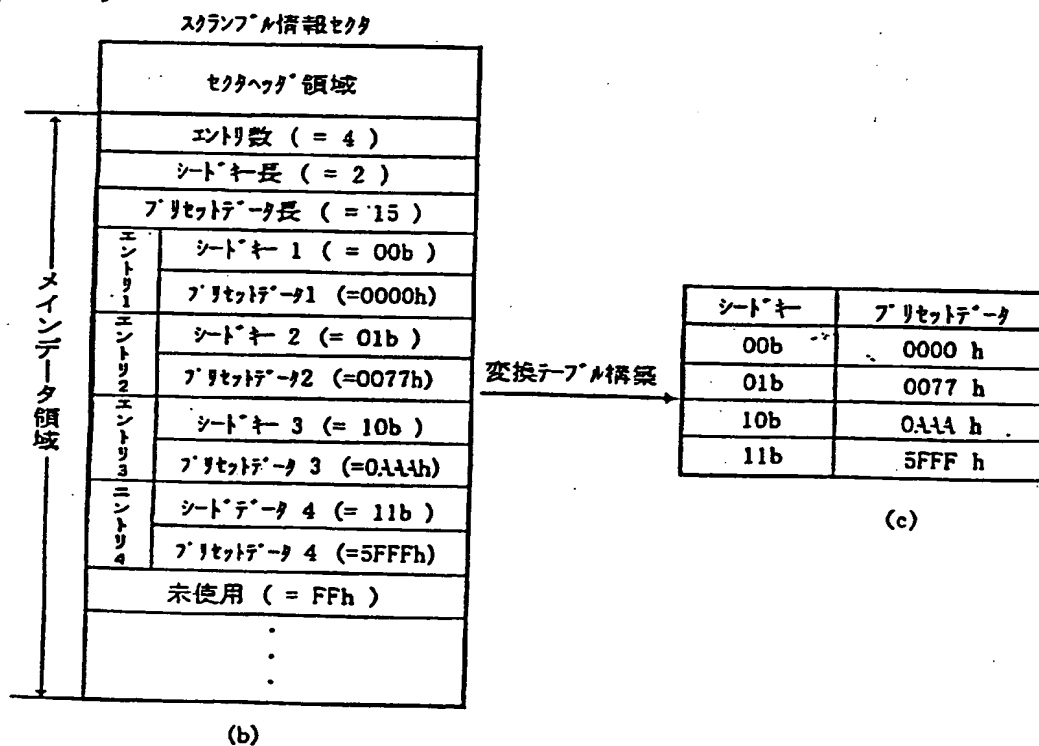 スクランブル情報セクタ
セクタヘッダ領域
エントリ数 ( = 4 )
シードキー長 ( = 2 )
プリセットデータ長 ( = 15 )
エントリ1
シードキー 1 ( = 00b )
プリセットデータ1 (=0000h)
エントリ2
シードキー 2 (= 01b )
プリセットデータ2 (=0077h)
エントリ3
シードキー 3 (= 10b )
プリセットデータ 3 (=0AAAh)
エントリ4
シードデータ 4 (= 11b )
プリセットデータ 4 (=5FFFh)
未使用 ( = FFh )
メインデータ領域
(b)
変換テーブル構築
シードキー プリセットデータ
00b 0000 h
01b 0077 h
10b 0AAA h
11b 5FFF h
(c)